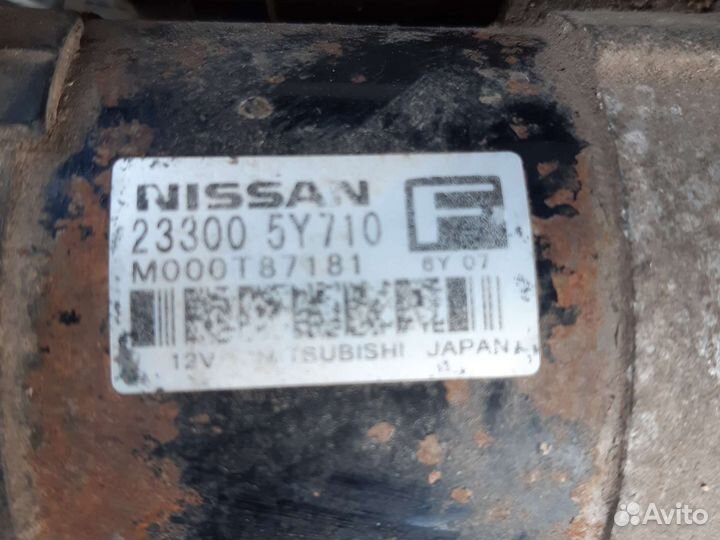 NISSAN
F
23300 5Y710
M000T87181 6Y 07
12V MITSUBISHI JAPAN
Avito